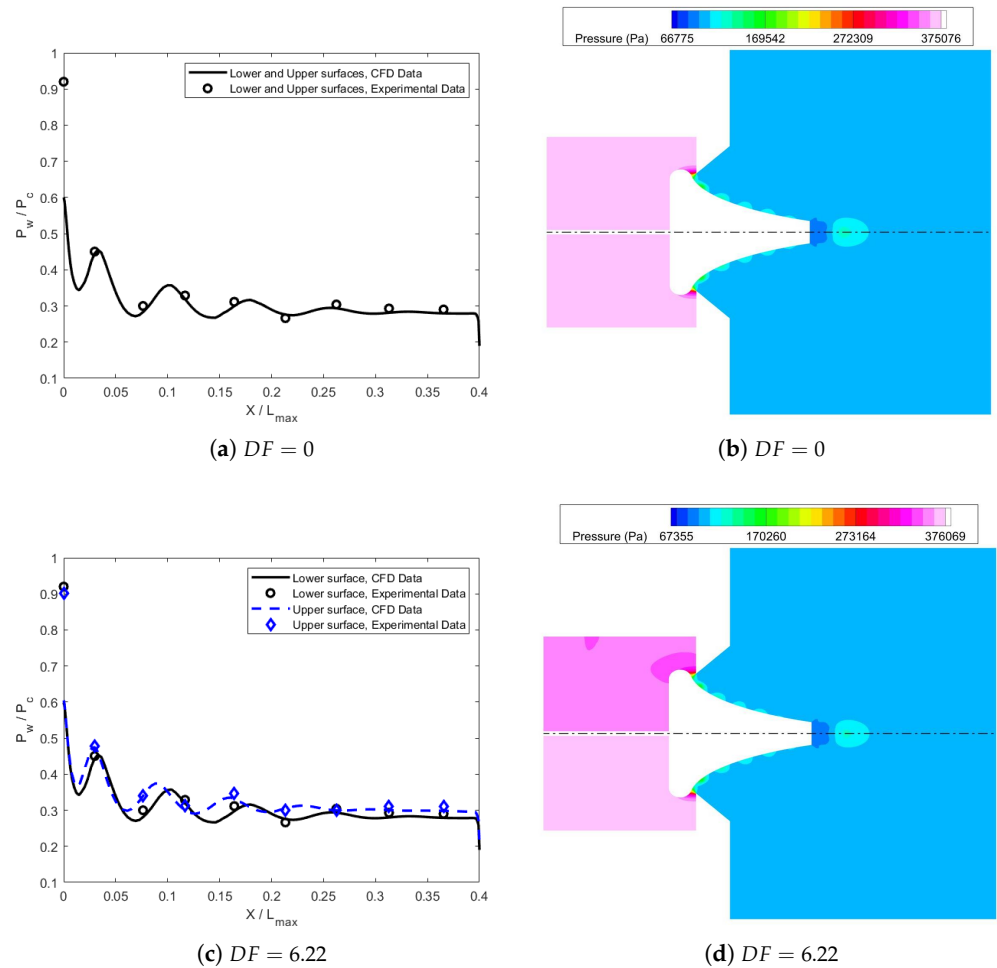 Lower and Upper surfaces, CFD Data
Lower and Upper surfaces, Experimental Data
P_w / P_c
1
0.9
0.8
0.7
0.6
0.5
0.4
0.3
0.2
0.1
0 0.05 0.1 0.15 0.2 0.25 0.3 0.35 0.4
X / L_max
(a) DF = 0
Pressure (Pa) 66775 169542 272309 375076
(b) DF = 0
Lower surface, CFD Data
Lower surface, Experimental Data
Upper surface, CFD Data
Upper surface, Experimental Data
P_w / P_c
1
0.9
0.8
0.7
0.6
0.5
0.4
0.3
0.2
0.1
0 0.05 0.1 0.15 0.2 0.25 0.3 0.35 0.4
X / L_max
(c) DF = 6.22
Pressure (Pa) 67355 170260 273164 376069
(d) DF = 6.22